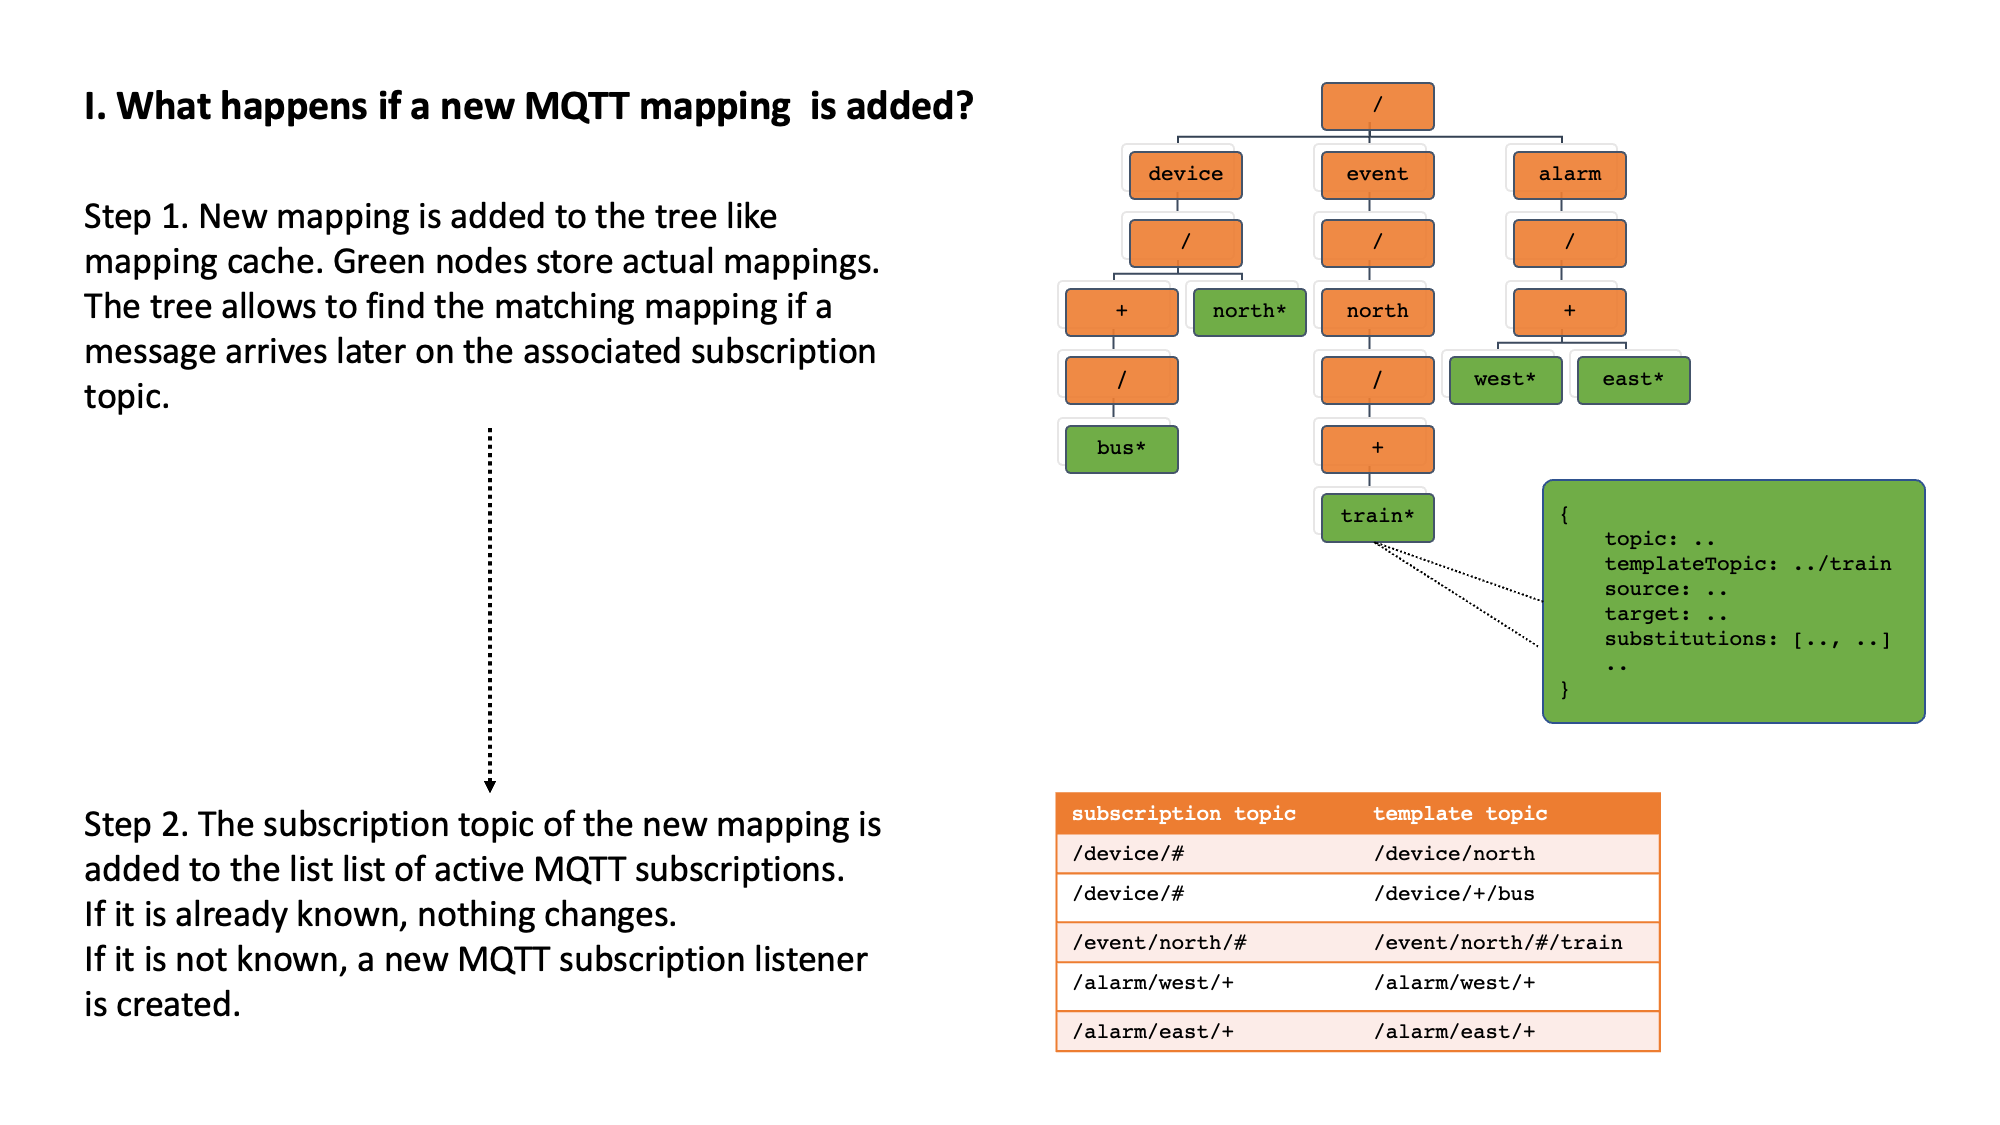 I. What happens if a new MQTT mapping  is added?
Step 1. New mapping is added to the tree like
mapping cache. Green nodes store actual mappings.
The tree allows to find the matching mapping if a
message arrives later on the associated subscription
topic.
Step 2. The subscription topic of the new mapping is
added to the list list of active MQTT subscriptions.
If it is already known, nothing changes.
If it is not known, a new MQTT subscription listener
is created.
/
device event alarm
/ / /
+ north* north +
/ / west* east*
bus* +
train*
{
topic: ..
templateTopic: ../train
source: ..
target: ..
substitutions: [.., ..]
..
}
subscription topic template topic
/device/# /device/north
/device/# /device/+/bus
/event/north/# /event/north/#/train
/alarm/west/+ /alarm/west/+
/alarm/east/+ /alarm/east/+